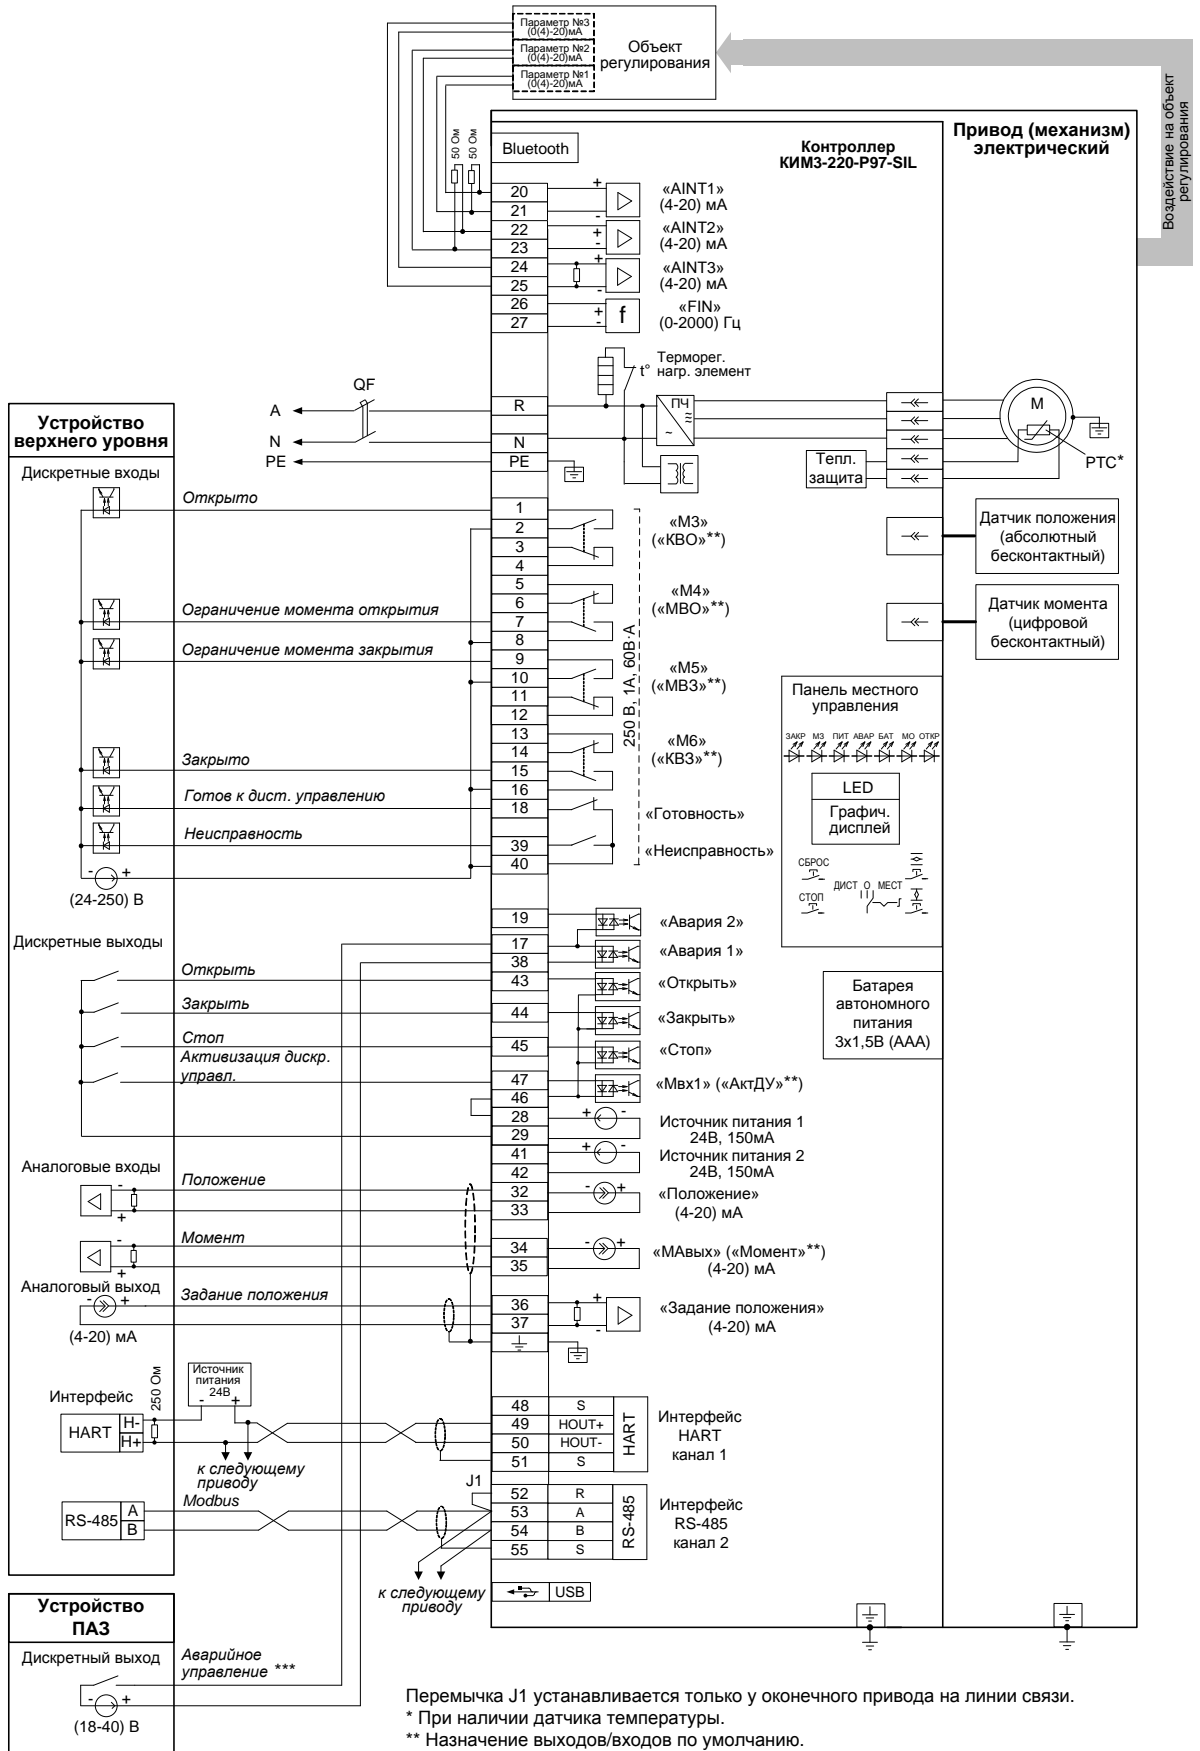 Параметр №3
(0(4)-20)мА
Параметр №2
(0(4)-20)мА
Параметр №1
(0(4)-20)мА
Объект
регулирования
Воздействие на объект
регулирования
50 Ом
50 Ом
Bluetooth
Контроллер
КИМ3-220-Р97-SIL
Привод (механизм)
электрический
20
21
22
23
24
25
26
27
+
-
«AINT1»
(4-20) мА
+
-
«AINT2»
(4-20) мА
+
-
«AINT3»
(4-20) мА
+
-
f
«FIN»
(0-2000) Гц
t°
Терморег.
нагр. элемент
QF
A
N
PE
R
N
PE
ПЧ
M
PTC*
Тепл.
защита
Датчик положения
(абсолютный
бесконтактный)
Датчик момента
(цифровой
бесконтактный)
Устройство
верхнего уровня
Дискретные входы
Открыто
Ограничение момента открытия
Ограничение момента закрытия
Закрыто
Готов к дист. управлению
Неисправность
- +
(24-250) В
1
2
3
4
5
6
7
8
9
10
11
12
13
14
15
16
18
39
40
«М3»
(«КВО»**)
«М4»
(«МВО»**)
«М5»
(«МВЗ»**)
«М6»
(«КВЗ»**)
«Готовность»
«Неисправность»
250 В, 1А, 60В·А
Панель местного
управления
ЗАКР МЗ ПИТ АВАР БАТ МО ОТКР
LED
Графич.
дисплей
СБРОС
СТОП
ДИСТ О МЕСТ
Батарея
автономного
питания
3х1,5В (ААА)
Дискретные выходы
Открыть
Закрыть
Стоп
Активизация дискр.
управл.
19
17
38
43
44
45
47
46
28
29
41
42
32
33
34
35
36
37
«Авария 2»
«Авария 1»
«Открыть»
«Закрыть»
«Стоп»
«Мвх1» («АктДУ»**)
+ -
Источник питания 1
24В, 150мА
+ -
Источник питания 2
24В, 150мА
- +
«Положение»
(4-20) мА
- +
«МАвых» («Момент»**)
(4-20) мА
+
-
«Задание положения»
(4-20) мА
Аналоговые входы
-
+
Положение
-
+
Момент
Аналоговый выход
- +
(4-20) мА
Задание положения
250 Ом
Источник
питания
24В
- +
Интерфейс
HART
H-
H+
к следующему
приводу
48 S
49 HOUT+
50 HOUT-
51 S
HART
Интерфейс
HART
канал 1
J1
Modbus
RS-485
A
B
52 R
53 A
54 B
55 S
RS-485
Интерфейс
RS-485
канал 2
к следующему
приводу
USB
Устройство
ПАЗ
Дискретный выход
Аварийное
управление ***
- +
(18-40) В
Перемычка J1 устанавливается только у оконечного привода на линии связи.
* При наличии датчика температуры.
** Назначение выходов/входов по умолчанию.